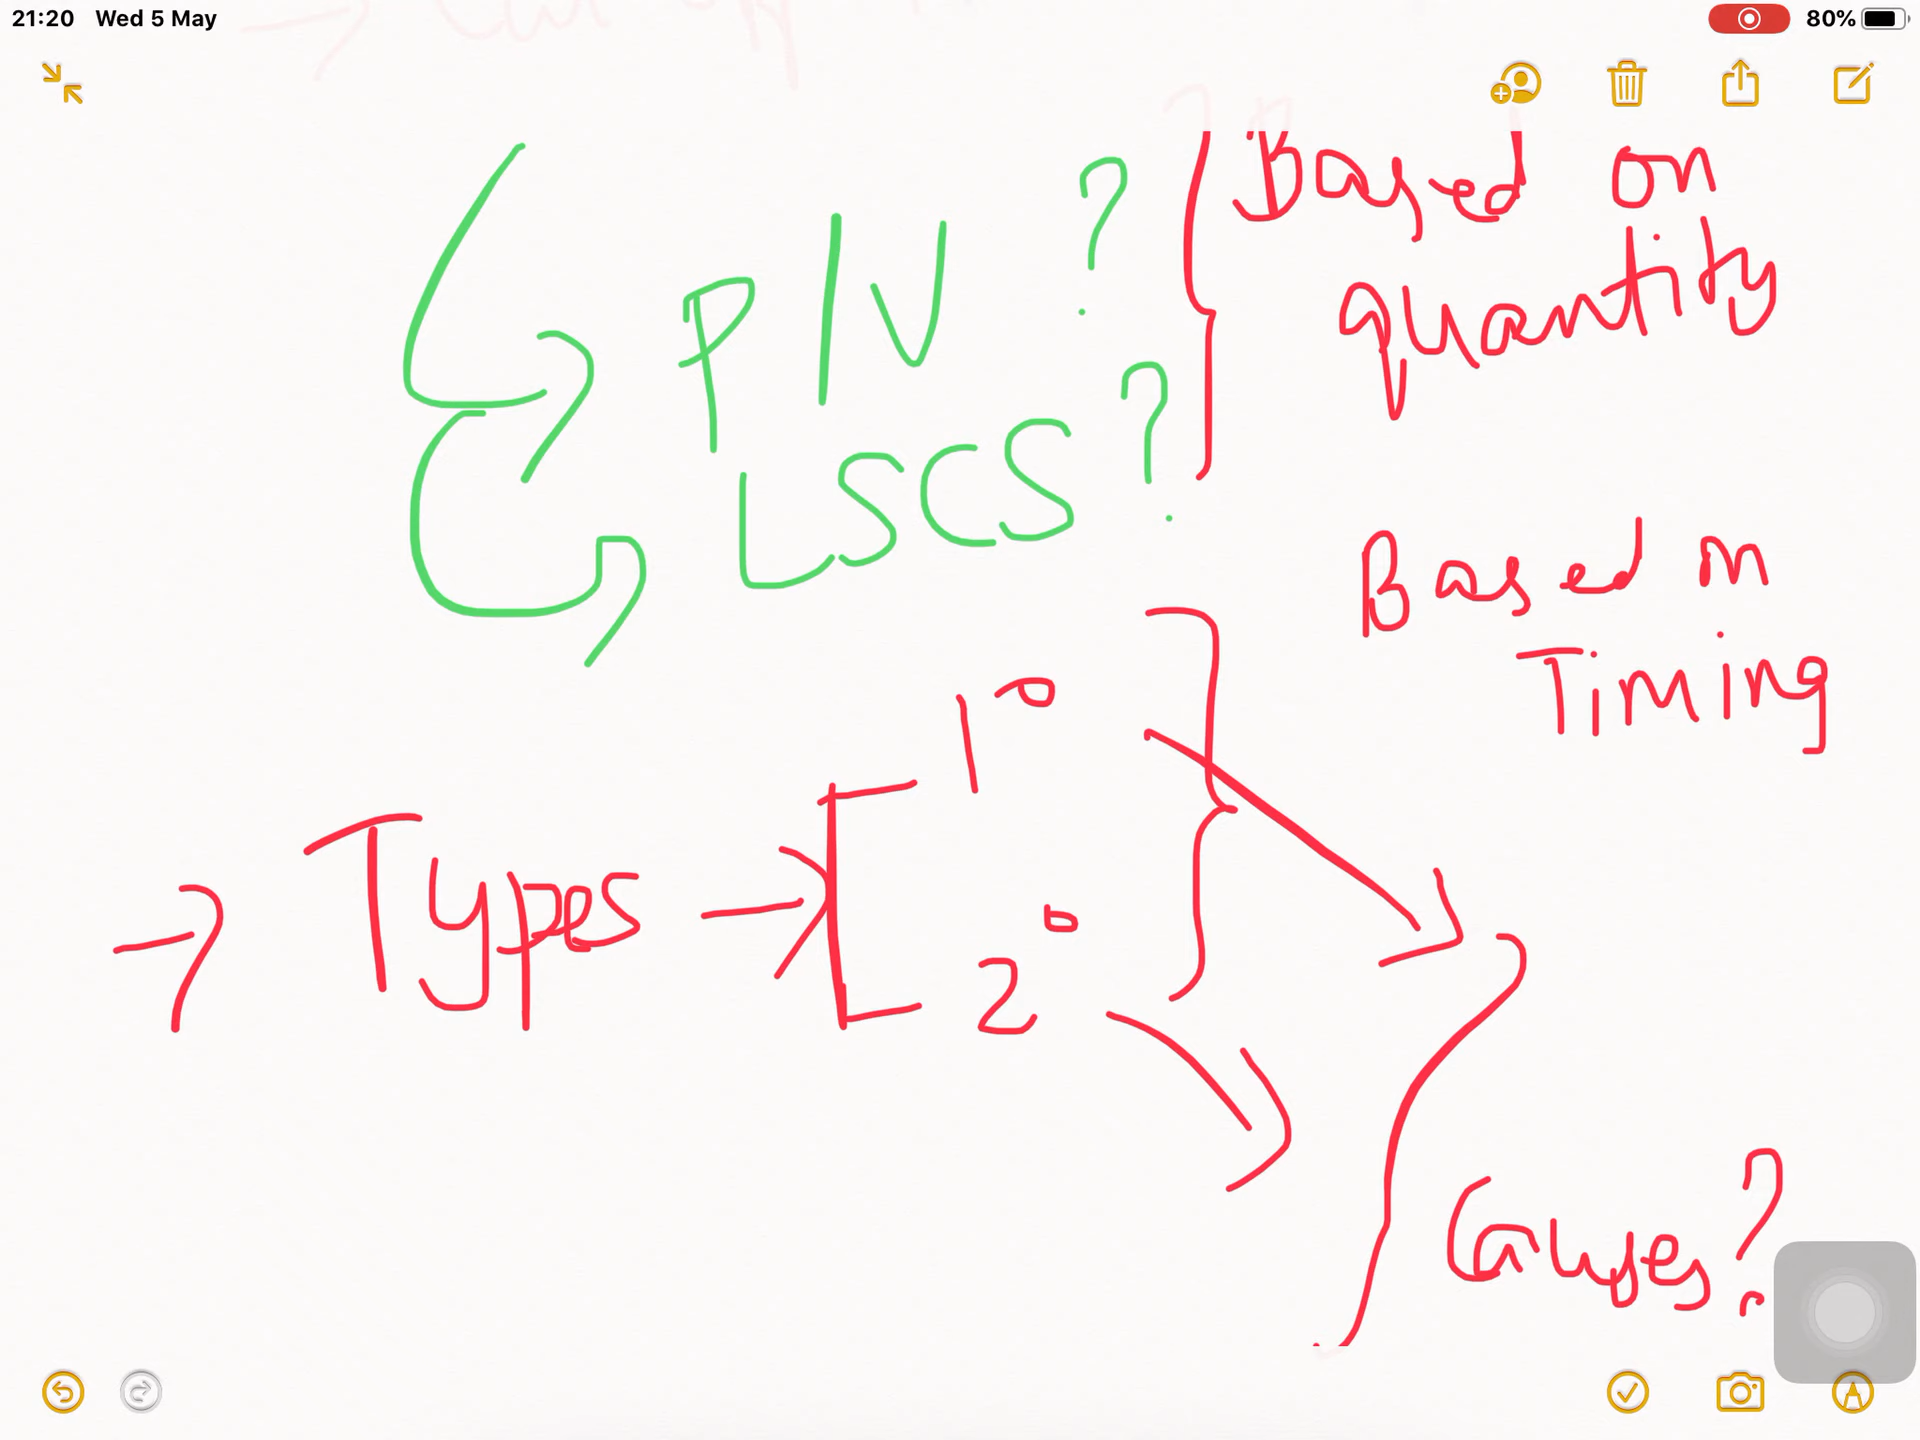 21:20 Wed 5 May
80%
P/V ?
Based on
quantity
LSCS ?
Based on
Timing
1°
→ Types →
2°
Causes?